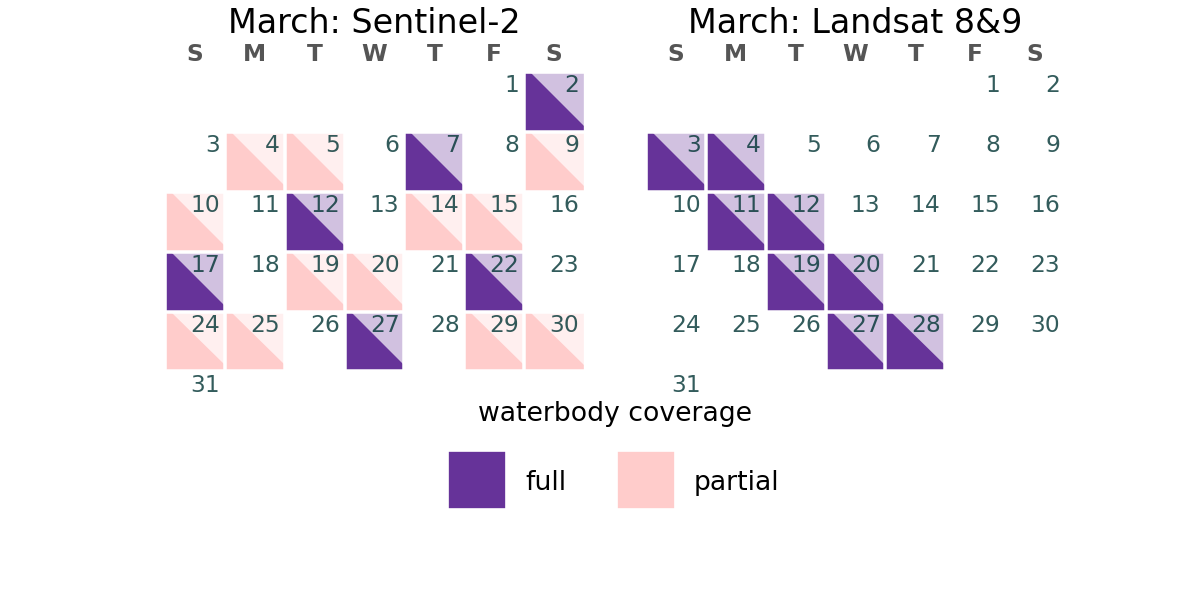 March: Sentinel-2
S M T W T F S
1 2
3 4 5 6 7 8 9
10 11 12 13 14 15 16
17 18 19 20 21 22 23
24 25 26 27 28 29 30
31
March: Landsat 8&9
S M T W T F S
1 2
3 4 5 6 7 8 9
10 11 12 13 14 15 16
17 18 19 20 21 22 23
24 25 26 27 28 29 30
31
waterbody coverage
full
partial